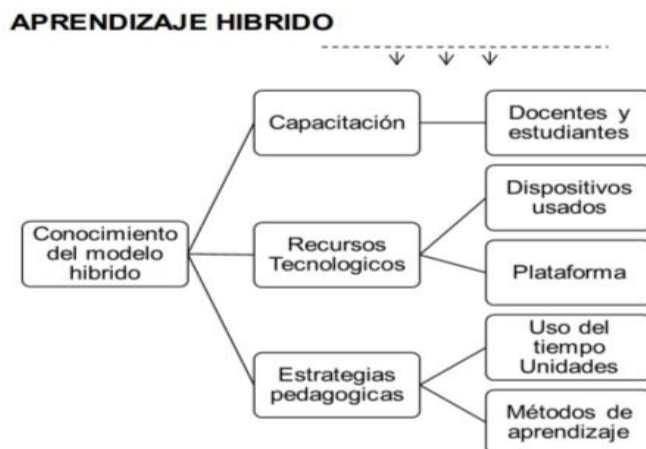 APRENDIZAJE HIBRIDO
Capacitación
Docentes y
estudiantes
Dispositivos
usados
Conocimiento
del modelo
hibrido
Recursos
Tecnologicos
Plataforma
Uso del
tiempo
Unidades
Estrategias
pedagogicas
Métodos de
aprendizaje